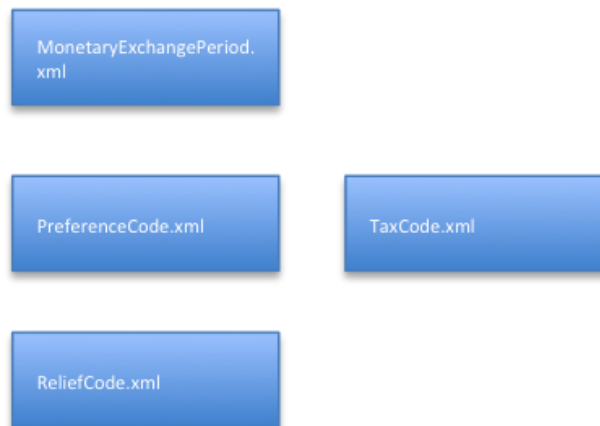 MonetaryExchangePeriod.
xml
PreferenceCode.xml
TaxCode.xml
ReliefCode.xml